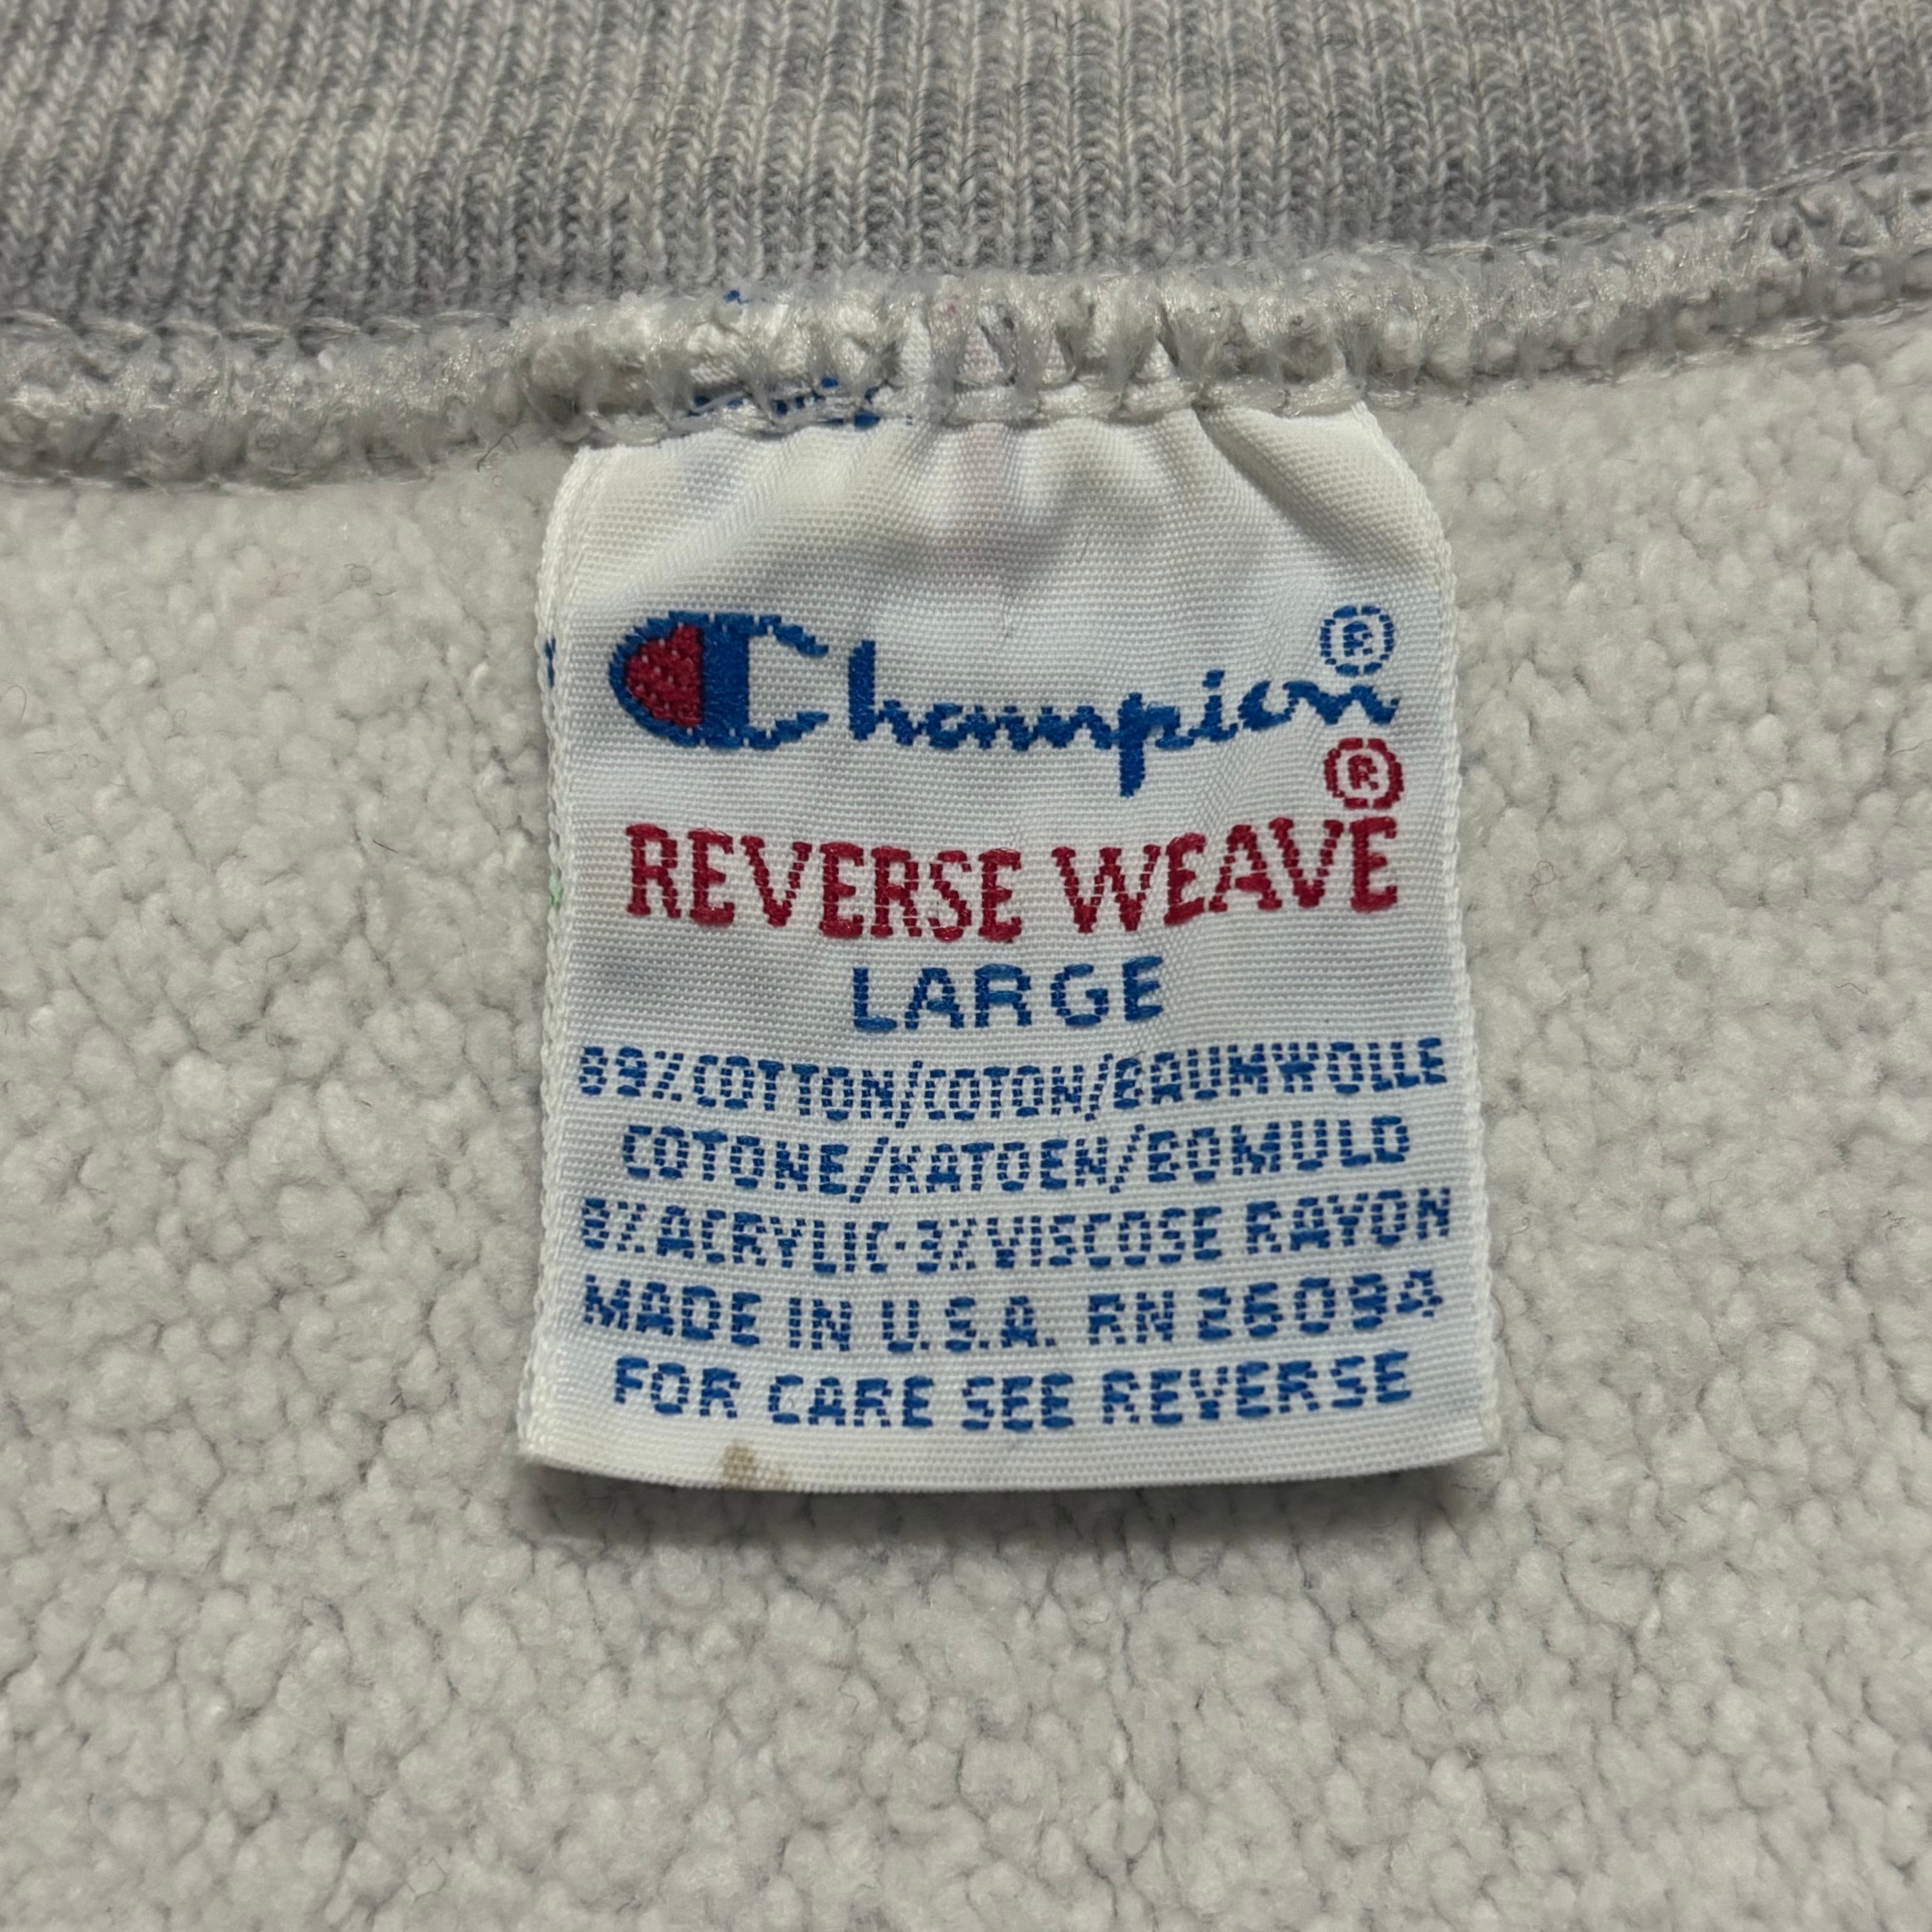 Champion®
REVERSE WEAVE®
LARGE
89%COTTON/COTON/BAUMWOLLE
COTONE/KATOEN/BOMULD
8%ACRYLIC-3%VISCOSE RAYON
MADE IN U.S.A. RN 26094
FOR CARE SEE REVERSE